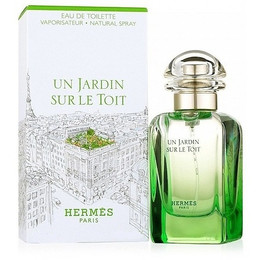 EAU DE TOILETTE
VAPORISATEUR • NATURAL SPRAY
UN JARDIN
SUR LE TOIT
HERMÈS
PARIS
UN JARDIN
SUR LE TOIT
HERMÈS
PARIS